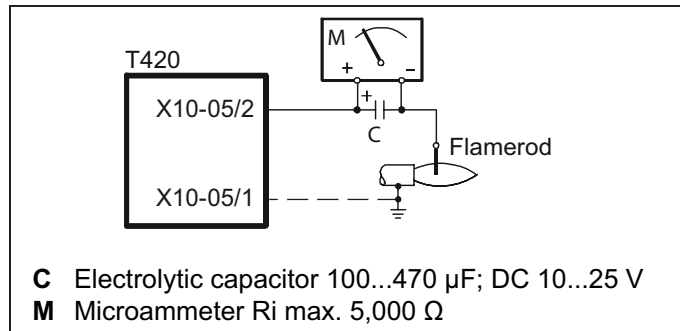 M
+ −
T420
X10-05/2
+
C
Flamerod
X10-05/1
C Electrolytic capacitor 100...470 µF; DC 10...25 V
M Microammeter Ri max. 5,000 Ω